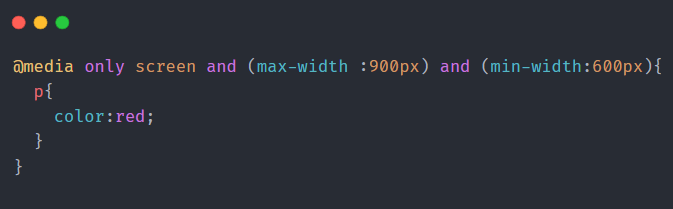 @media only screen and (max-width :900px) and (min-width:600px){
  p{
    color:red;
  }
}